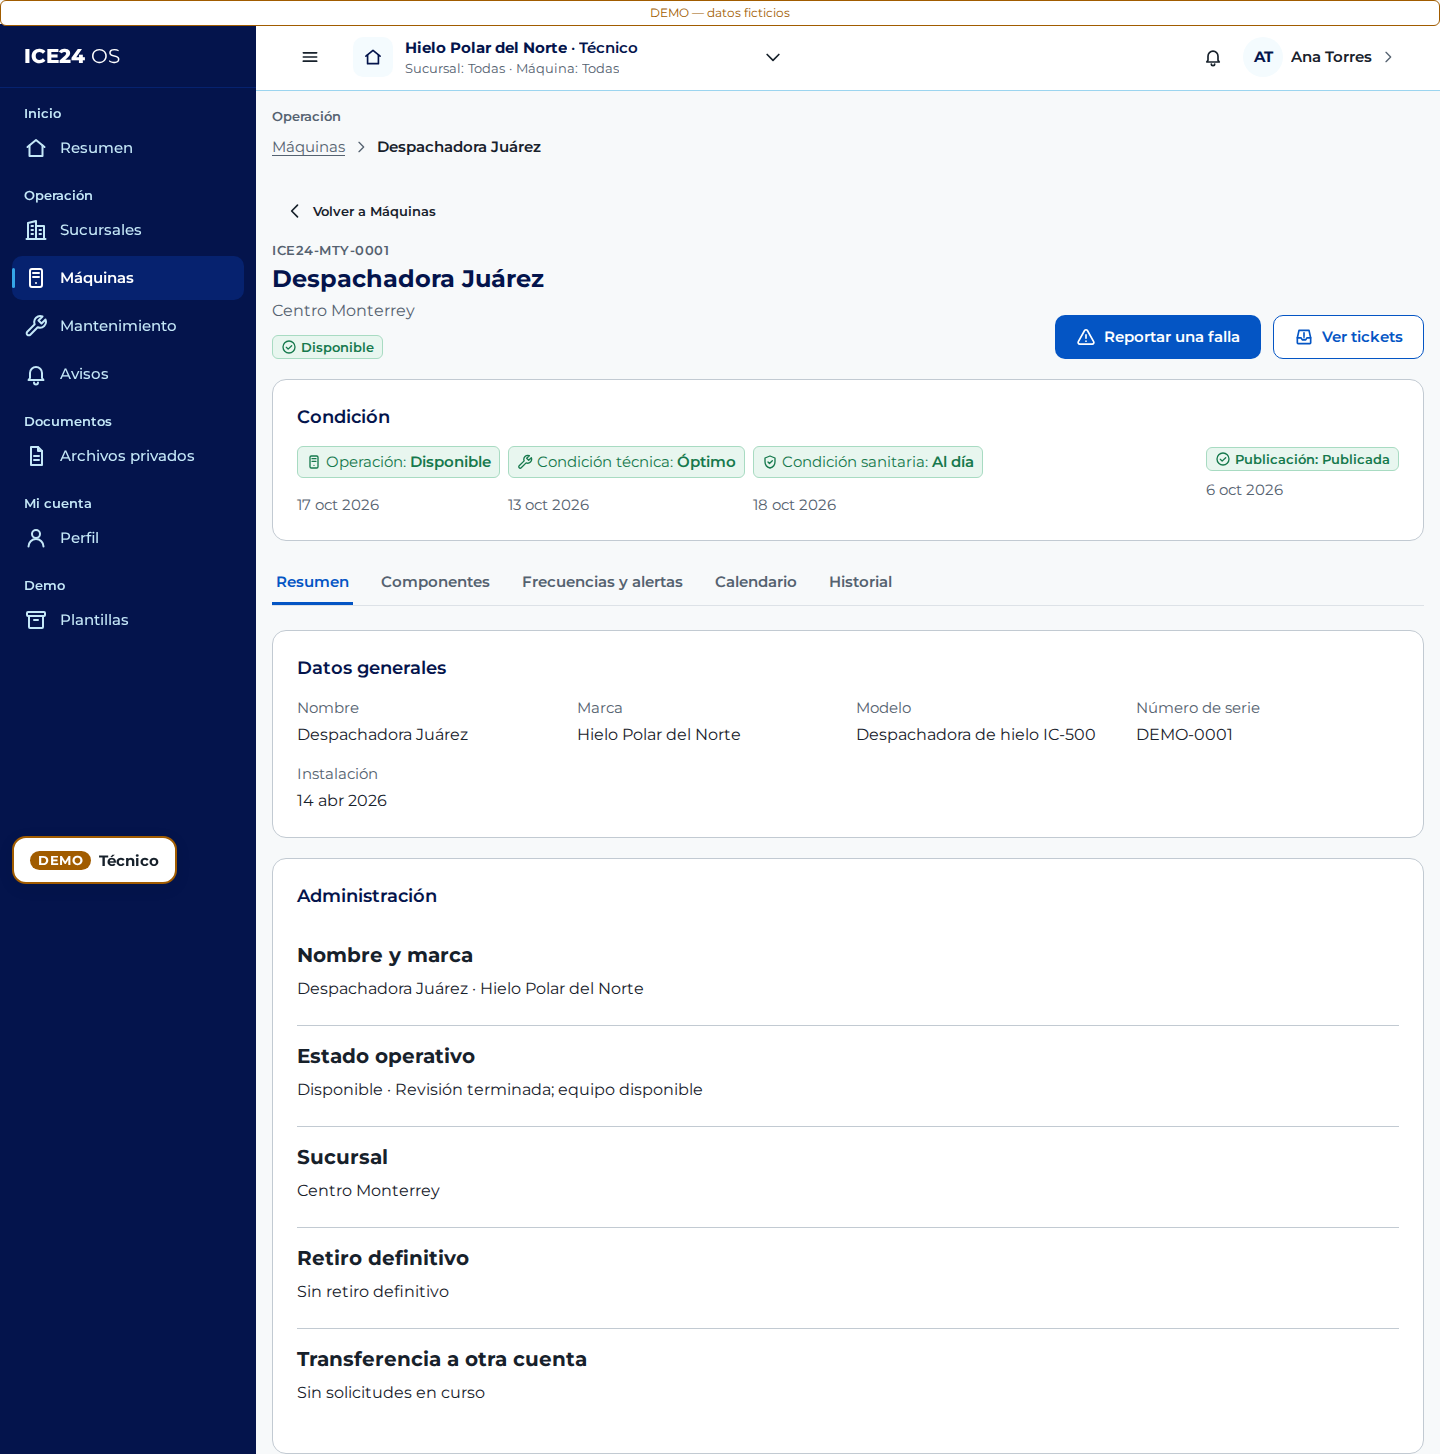 DEMO — datos ficticios
ICE24 OS
Inicio
Resumen
Operación
Sucursales
Máquinas
Mantenimiento
Avisos
Documentos
Archivos privados
Mi cuenta
Perfil
Demo
Plantillas
DEMO Técnico
Hielo Polar del Norte · Técnico
Sucursal: Todas · Máquina: Todas
AT Ana Torres
Operación
Máquinas > Despachadora Juárez
Volver a Máquinas
ICE24-MTY-0001
Despachadora Juárez
Centro Monterrey
Disponible
Reportar una falla
Ver tickets
Condición
Operación: Disponible
Condición técnica: Óptimo
Condición sanitaria: Al día
Publicación: Publicada
17 oct 2026
13 oct 2026
18 oct 2026
6 oct 2026
Resumen
Componentes
Frecuencias y alertas
Calendario
Historial
Datos generales
Nombre
Despachadora Juárez
Marca
Hielo Polar del Norte
Modelo
Despachadora de hielo IC-500
Número de serie
DEMO-0001
Instalación
14 abr 2026
Administración
Nombre y marca
Despachadora Juárez · Hielo Polar del Norte
Estado operativo
Disponible · Revisión terminada; equipo disponible
Sucursal
Centro Monterrey
Retiro definitivo
Sin retiro definitivo
Transferencia a otra cuenta
Sin solicitudes en curso